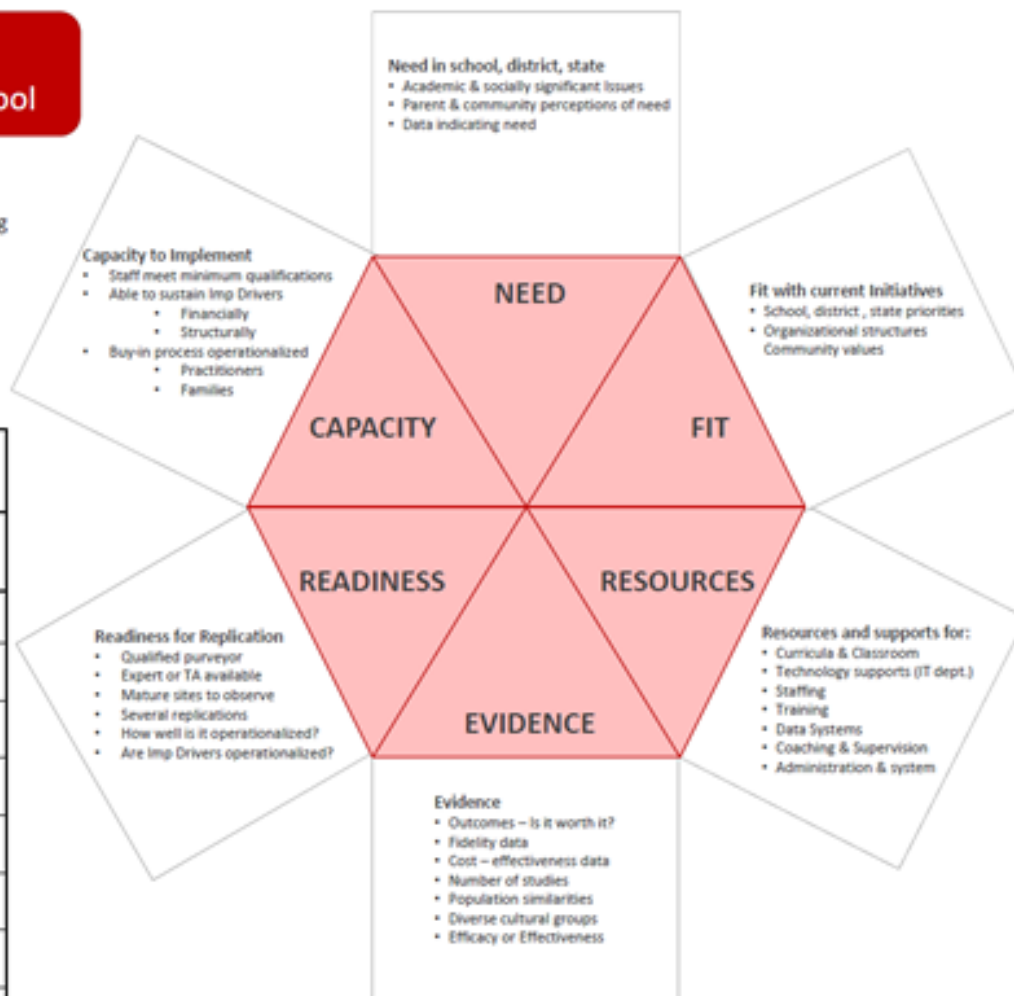 ool
g
Need in school, district, state
• Academic & socially significant Issues
• Parent & community perceptions of need
• Data indicating need
Capacity to Implement
• Staff meet minimum qualifications
• Able to sustain Imp Drivers
• Financially
• Structurally
• Buy-in process operationalized
• Practitioners
• Families
Fit with current Initiatives
• School, district , state priorities
• Organizational structures
Community values
NEED
CAPACITY
FIT
READINESS
RESOURCES
EVIDENCE
Readiness for Replication
• Qualified purveyor
• Expert or TA available
• Mature sites to observe
• Several replications
• How well is it operationalized?
• Are Imp Drivers operationalized?
Resources and supports for:
• Curricula & Classroom
• Technology supports (IT dept.)
• Staffing
• Training
• Data Systems
• Coaching & Supervision
• Administration & system
Evidence
• Outcomes – Is it worth it?
• Fidelity data
• Cost – effectiveness data
• Number of studies
• Population similarities
• Diverse cultural groups
• Efficacy or Effectiveness